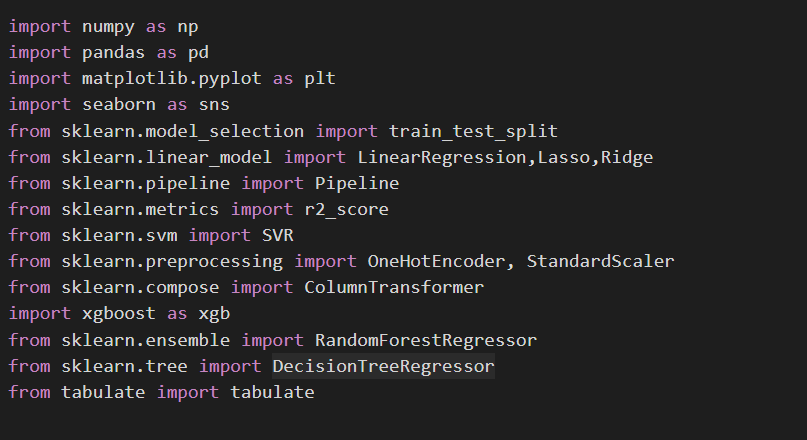 import numpy as np
import pandas as pd
import matplotlib.pyplot as plt
import seaborn as sns
from sklearn.model_selection import train_test_split
from sklearn.linear_model import LinearRegression,Lasso,Ridge
from sklearn.pipeline import Pipeline
from sklearn.metrics import r2_score
from sklearn.svm import SVR
from sklearn.preprocessing import OneHotEncoder, StandardScaler
from sklearn.compose import ColumnTransformer
import xgboost as xgb
from sklearn.ensemble import RandomForestRegressor
from sklearn.tree import DecisionTreeRegressor
from tabulate import tabulate